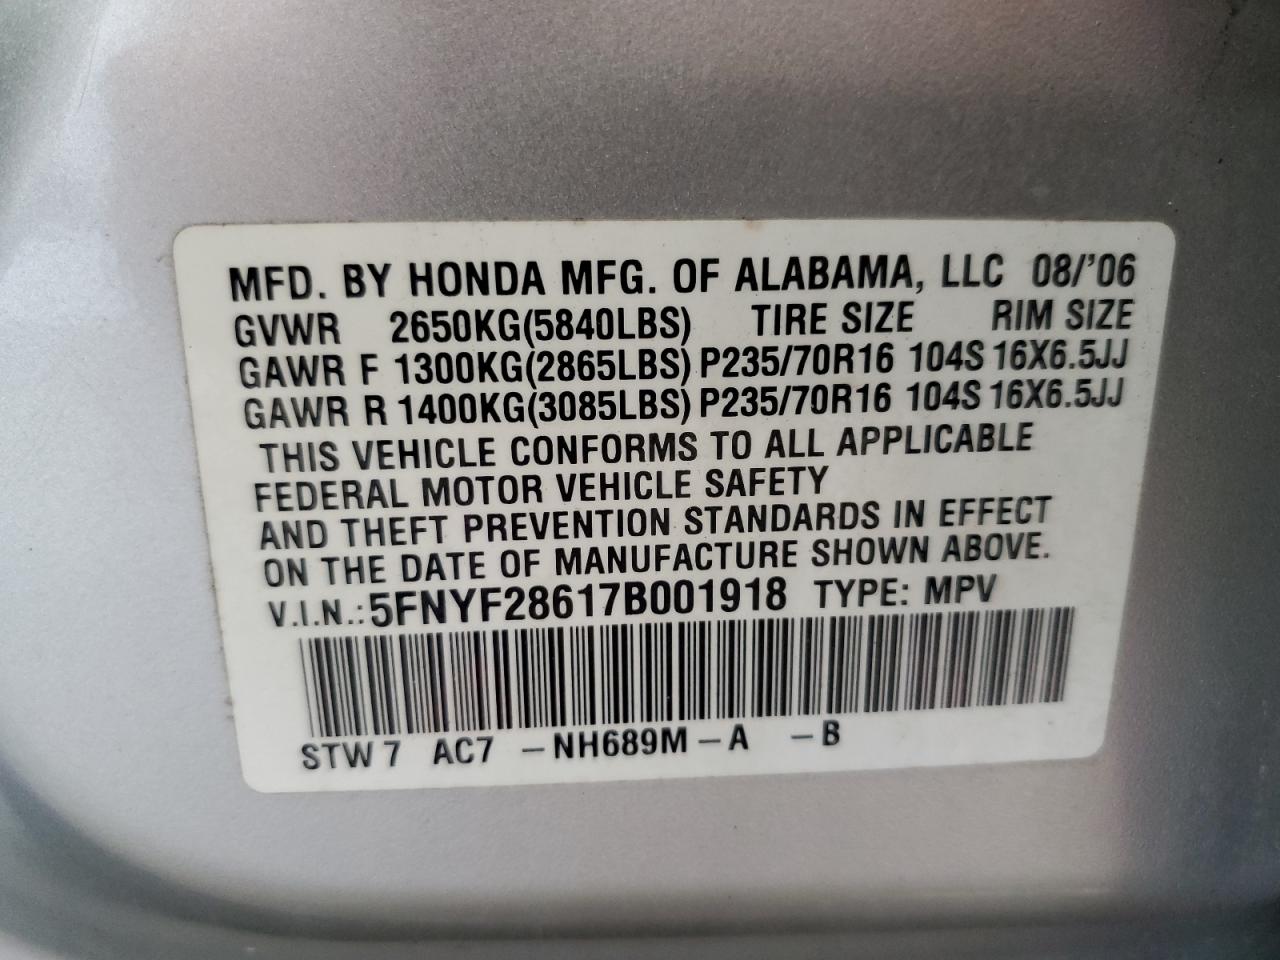 MFD. BY HONDA MFG. OF ALABAMA, LLC 08/'06
GVWR 2650KG(5840LBS) TIRE SIZE RIM SIZE
GAWR F 1300KG(2865LBS) P235/70R16 104S 16X6.5JJ
GAWR R 1400KG(3085LBS) P235/70R16 104S 16X6.5JJ
THIS VEHICLE CONFORMS TO ALL APPLICABLE
FEDERAL MOTOR VEHICLE SAFETY
AND THEFT PREVENTION STANDARDS IN EFFECT
ON THE DATE OF MANUFACTURE SHOWN ABOVE.
V.I.N.: 5FNYF28617B001918 TYPE: MPV
STW 7 AC7 -NH689M-A -B